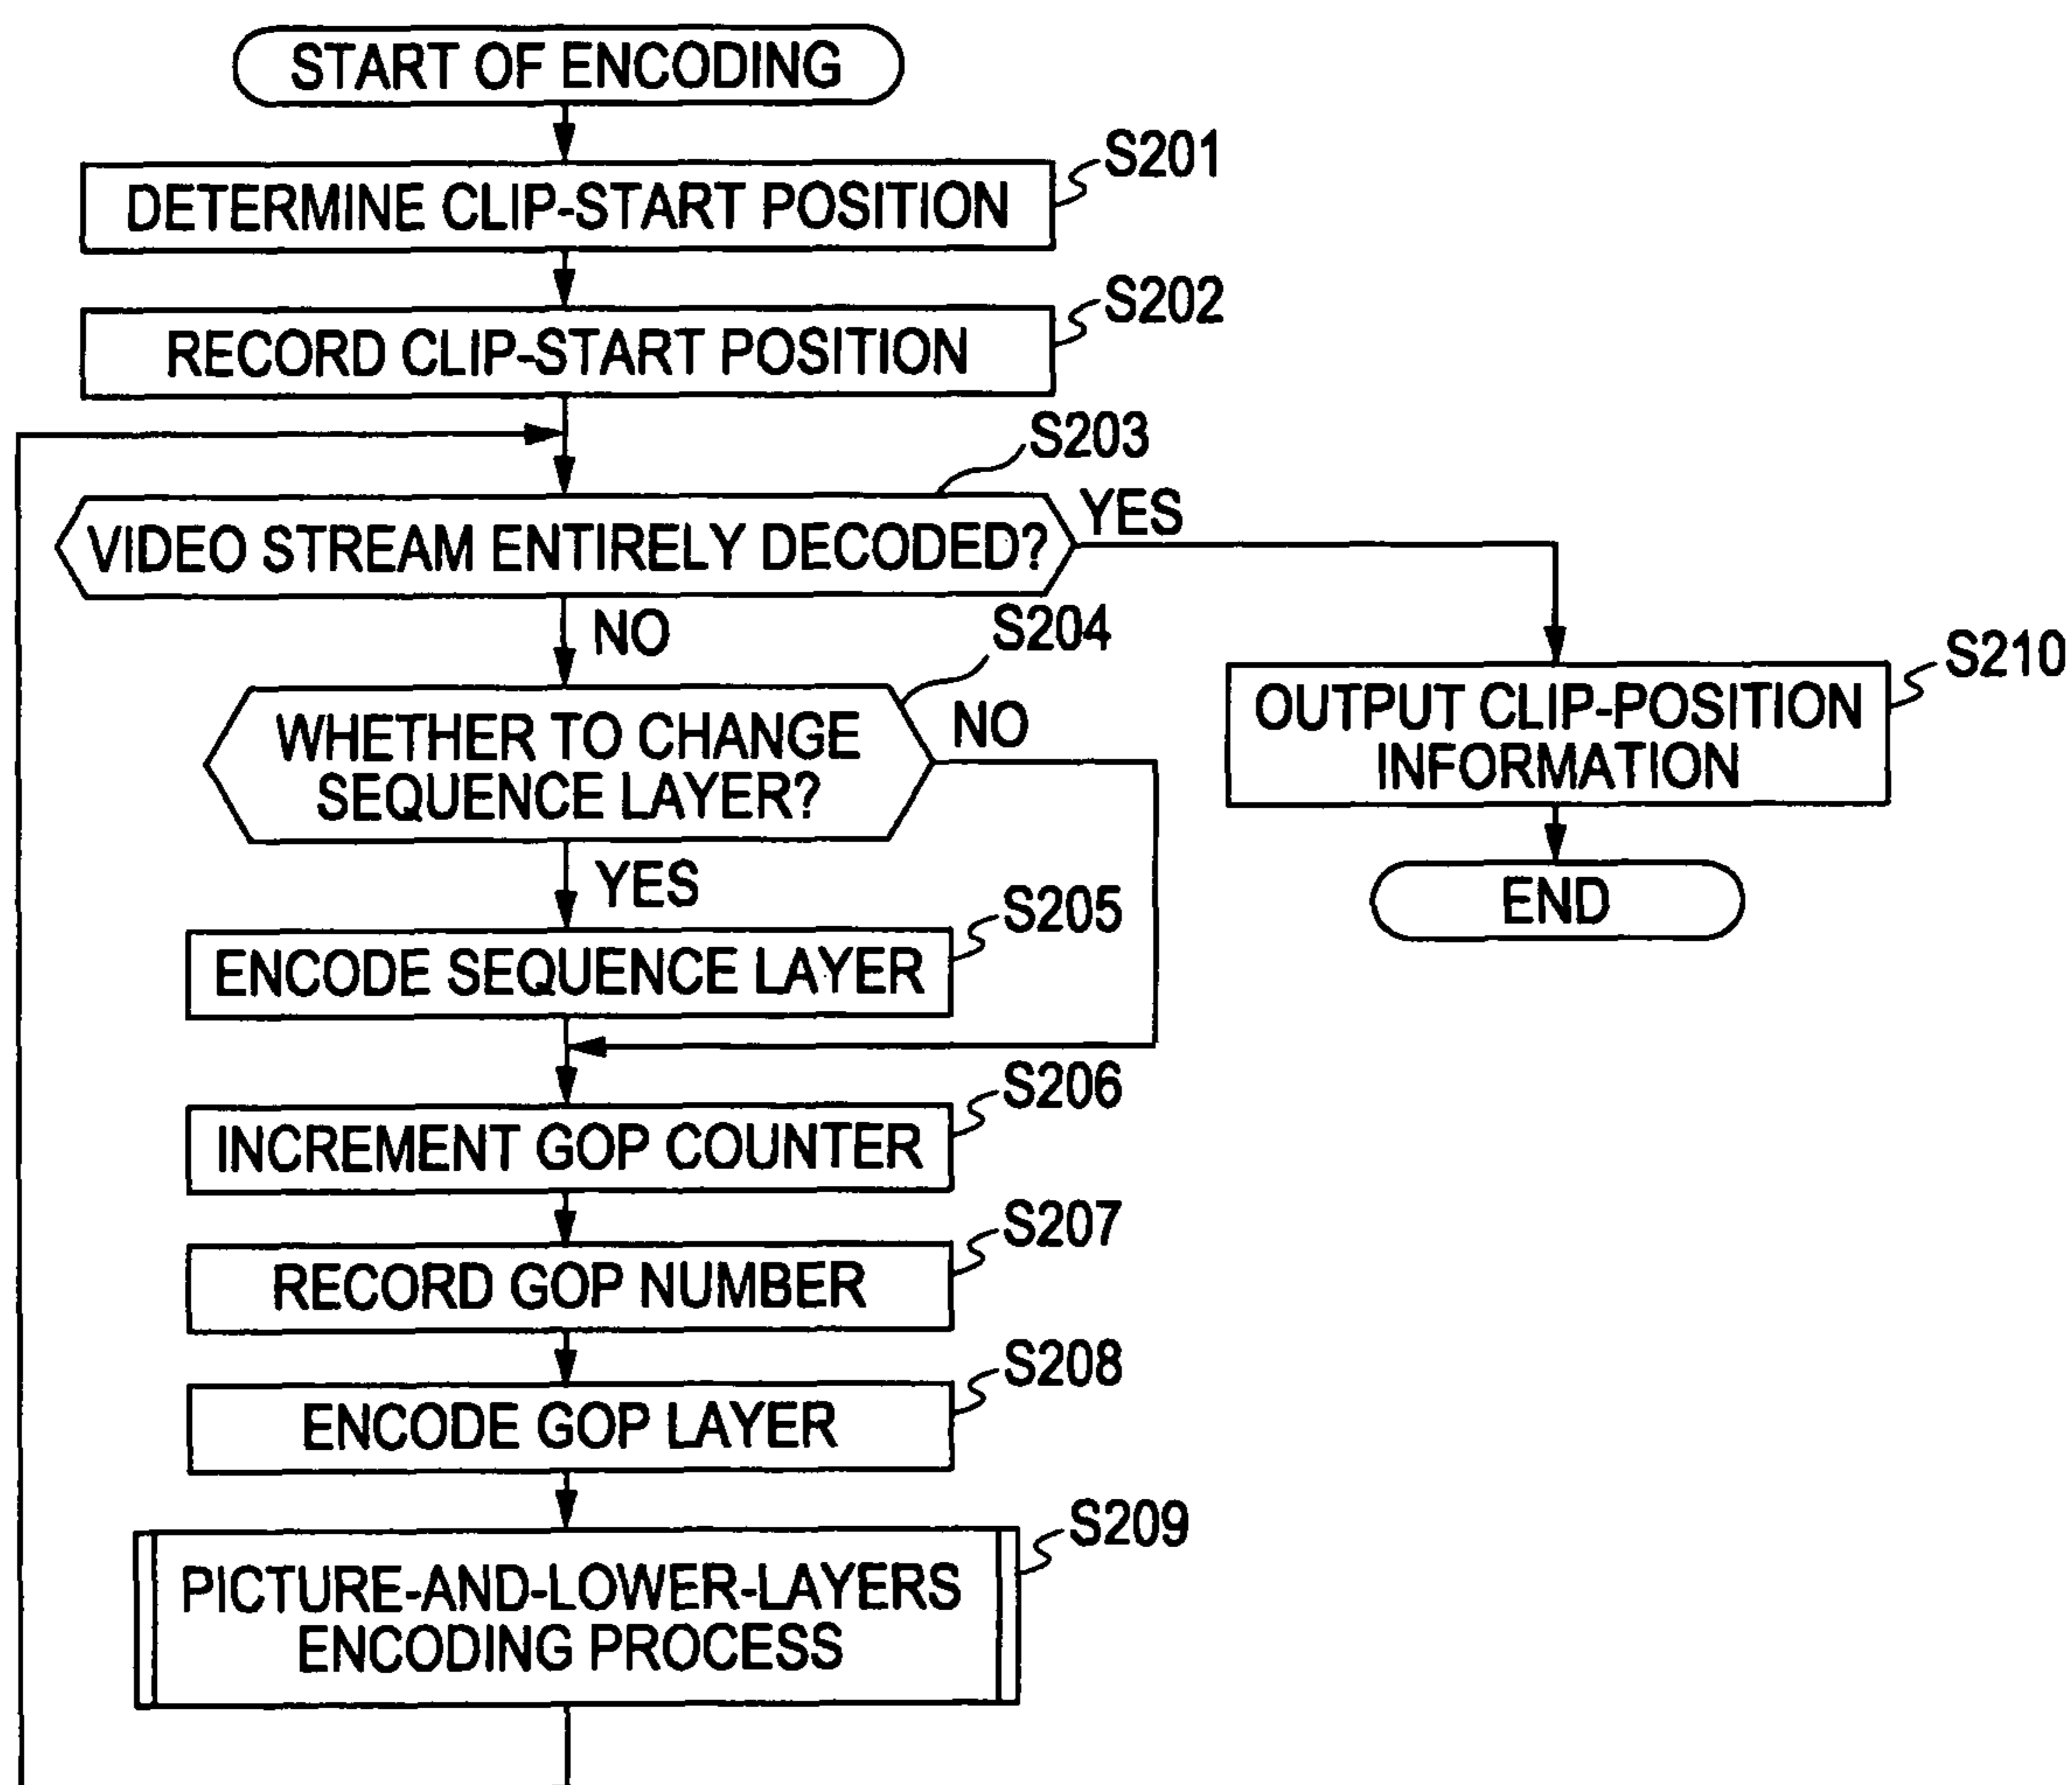 START OF ENCODING
S201
DETERMINE CLIP-START POSITION
S202
RECORD CLIP-START POSITION
S203
VIDEO STREAM ENTIRELY DECODED?
YES
NO
S204
WHETHER TO CHANGE
SEQUENCE LAYER?
NO
YES
S210
OUTPUT CLIP-POSITION
INFORMATION
END
S205
ENCODE SEQUENCE LAYER
S206
INCREMENT GOP COUNTER
S207
RECORD GOP NUMBER
S208
ENCODE GOP LAYER
S209
PICTURE-AND-LOWER-LAYERS
ENCODING PROCESS